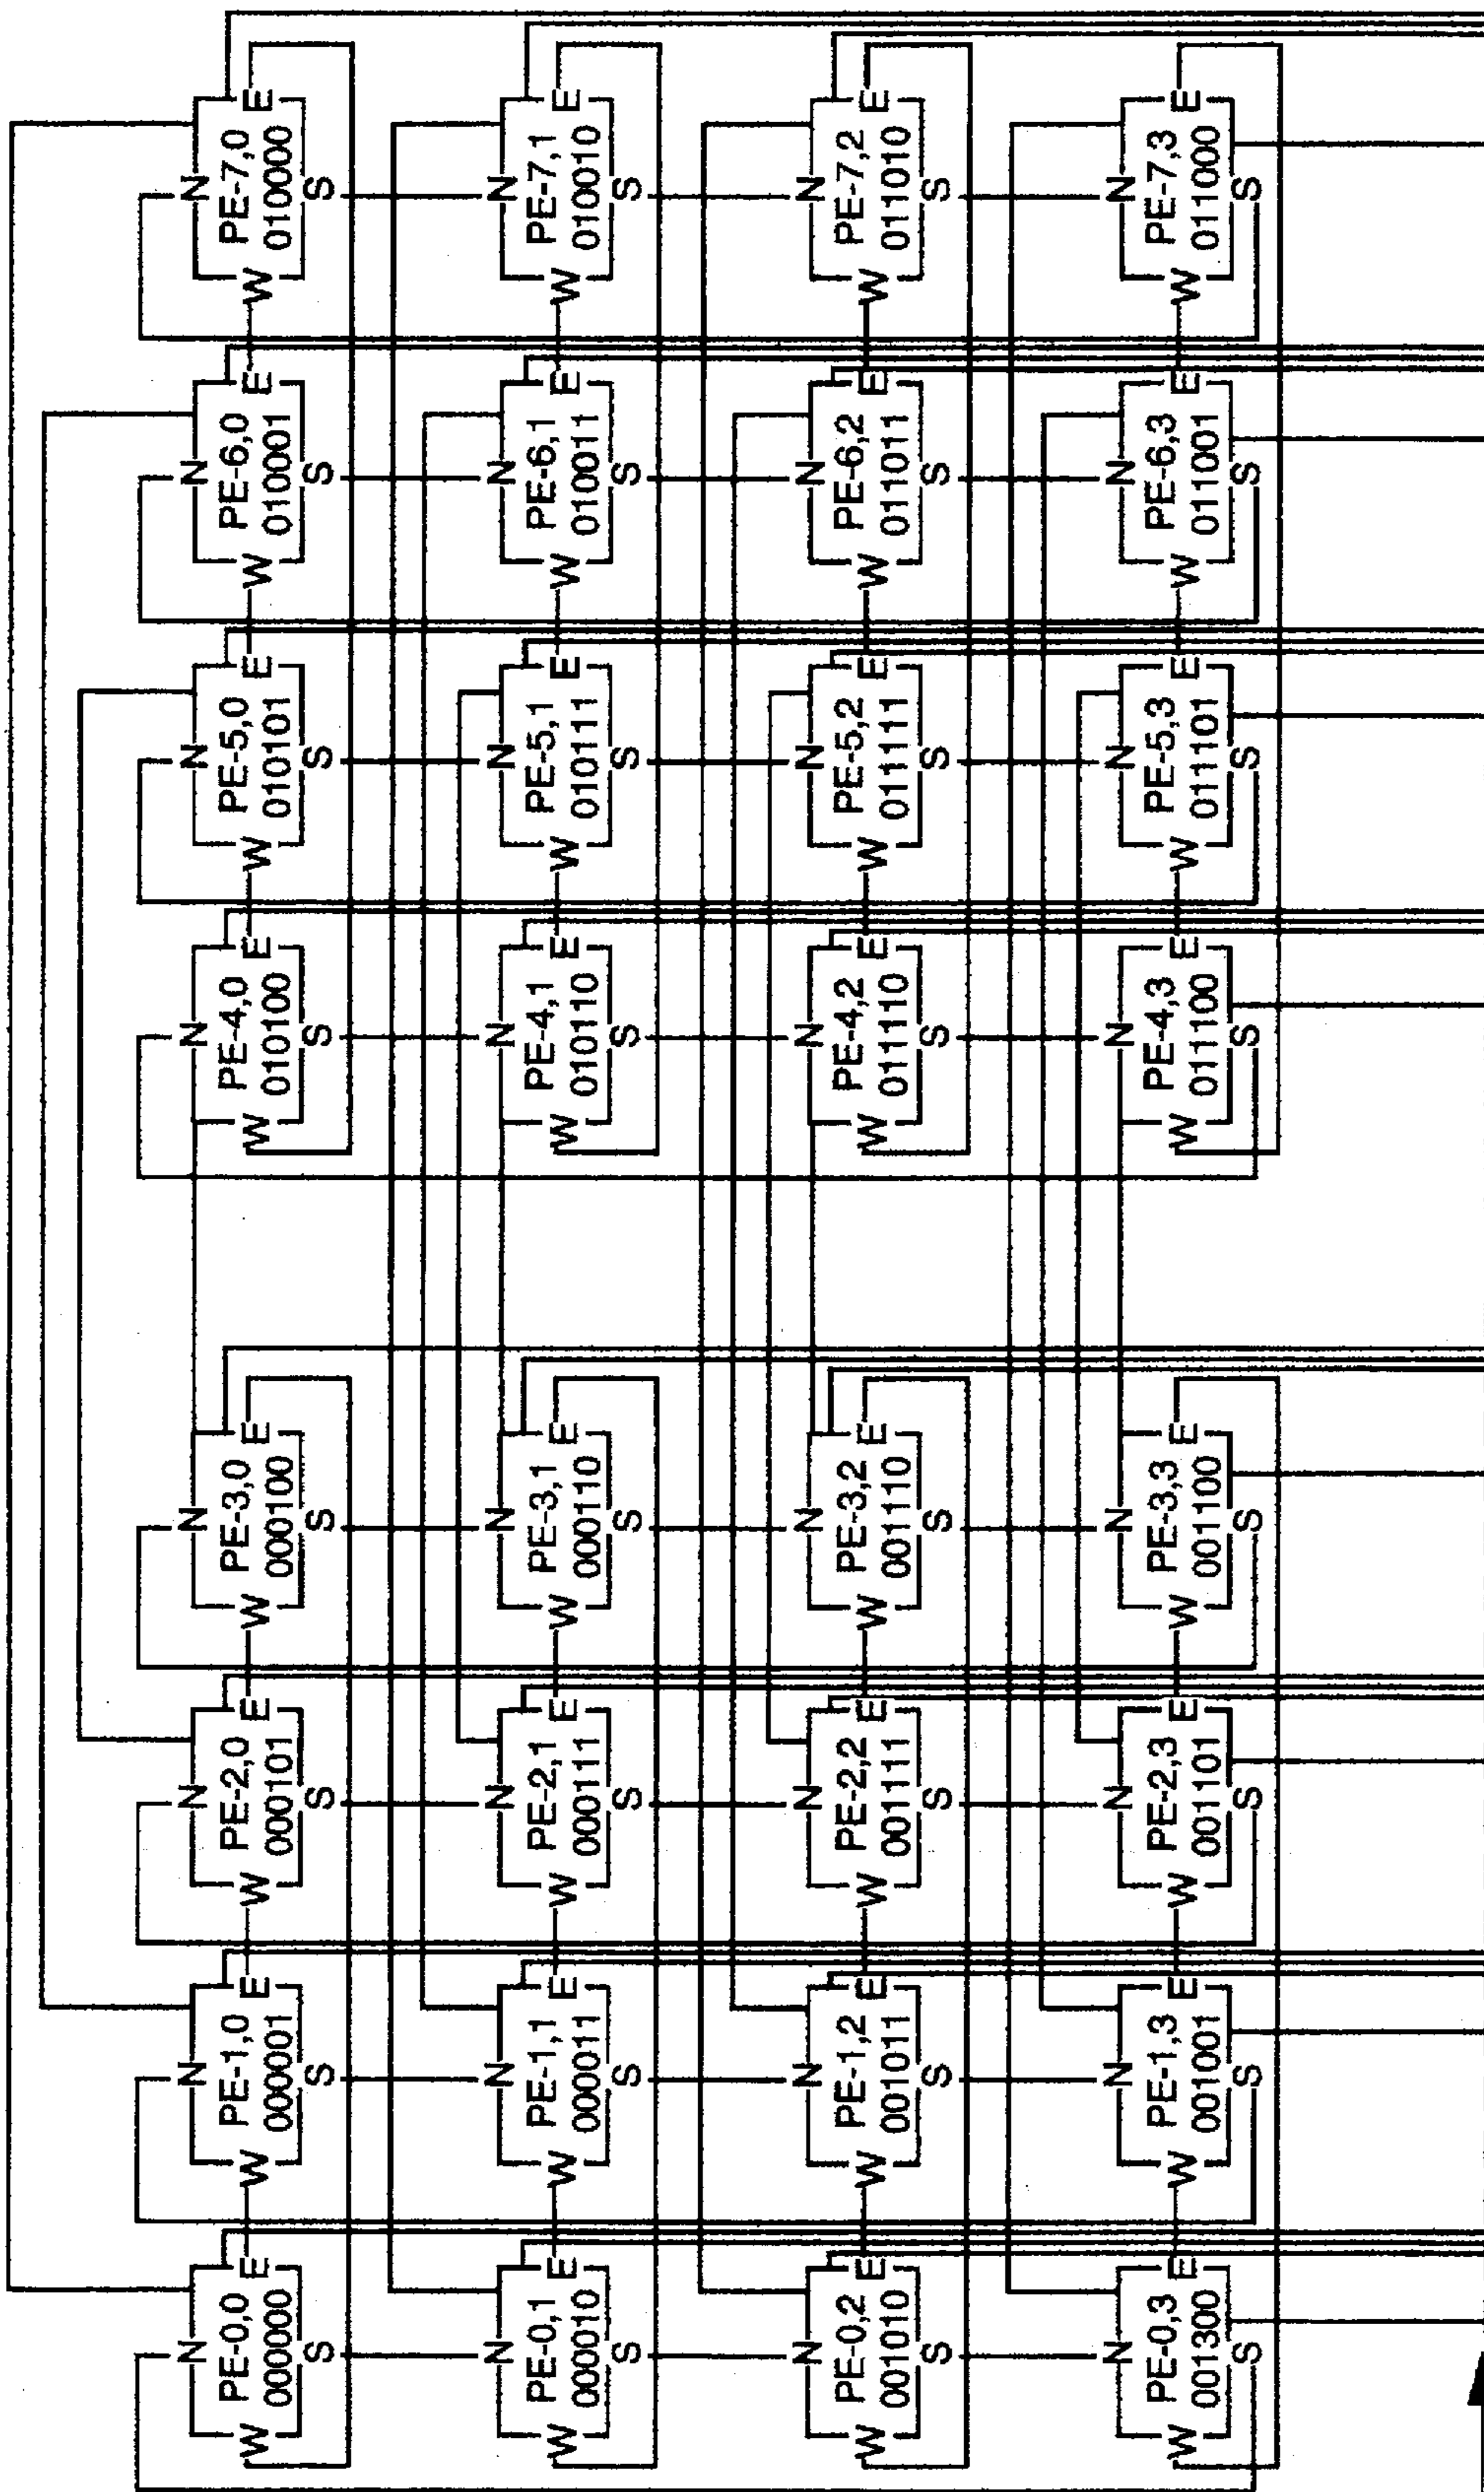 N N N N N N N N
PE-0,0 PE-1,0 PE-2,0 PE-3,0 PE-4,0 PE-5,0 PE-6,0 PE-7,0
W E W E W E W E W E W E W E W E
000000 000001 000101 000100 010100 010101 010001 010000
S S S S S S S S
N N N N N N N N
PE-0,1 PE-1,1 PE-2,1 PE-3,1 PE-4,1 PE-5,1 PE-6,1 PE-7,1
W E W E W E W E W E W E W E W E
000010 000011 000111 000110 010110 010111 010011 010010
S S S S S S S S
N N N N N N N N
PE-0,2 PE-1,2 PE-2,2 PE-3,2 PE-4,2 PE-5,2 PE-6,2 PE-7,2
W E W E W E W E W E W E W E W E
001010 001011 001111 001110 011110 011111 011011 011010
S S S S S S S S
N N N N N N N N
PE-0,3 PE-1,3 PE-2,3 PE-3,3 PE-4,3 PE-5,3 PE-6,3 PE-7,3
W E W E W E W E W E W E W E W E
001300 001001 001101 001100 011100 011101 011001 011000
S S S S S S S S